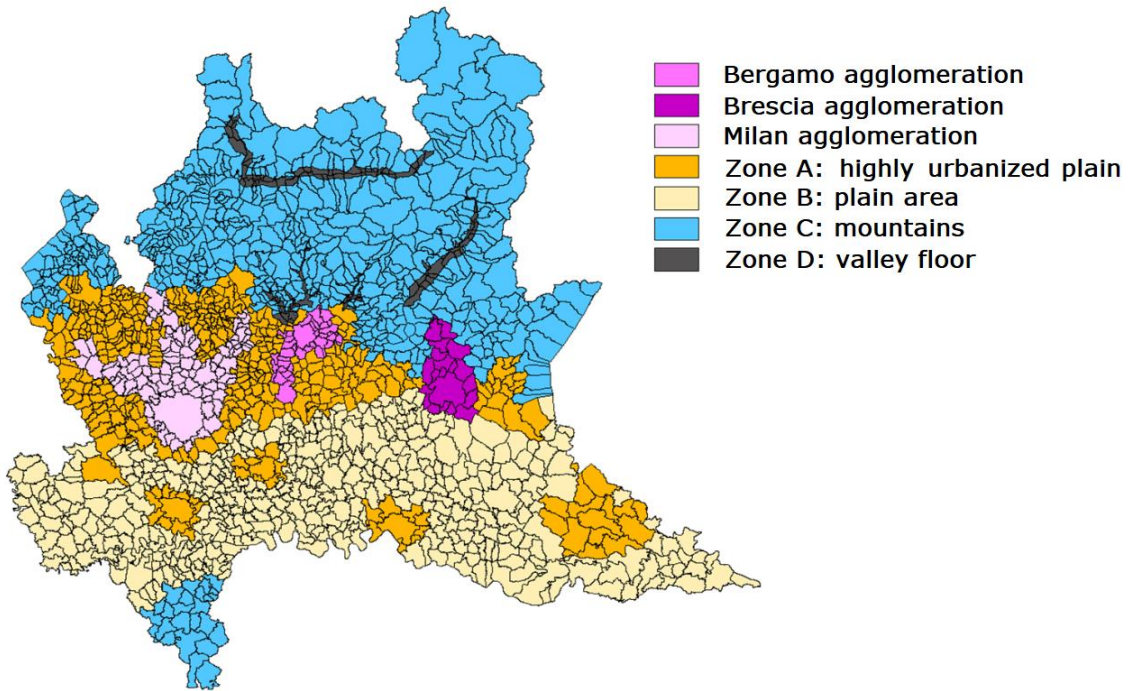 Bergamo agglomeration
Brescia agglomeration
Milan agglomeration
Zone A: highly urbanized plain
Zone B: plain area
Zone C: mountains
Zone D: valley floor